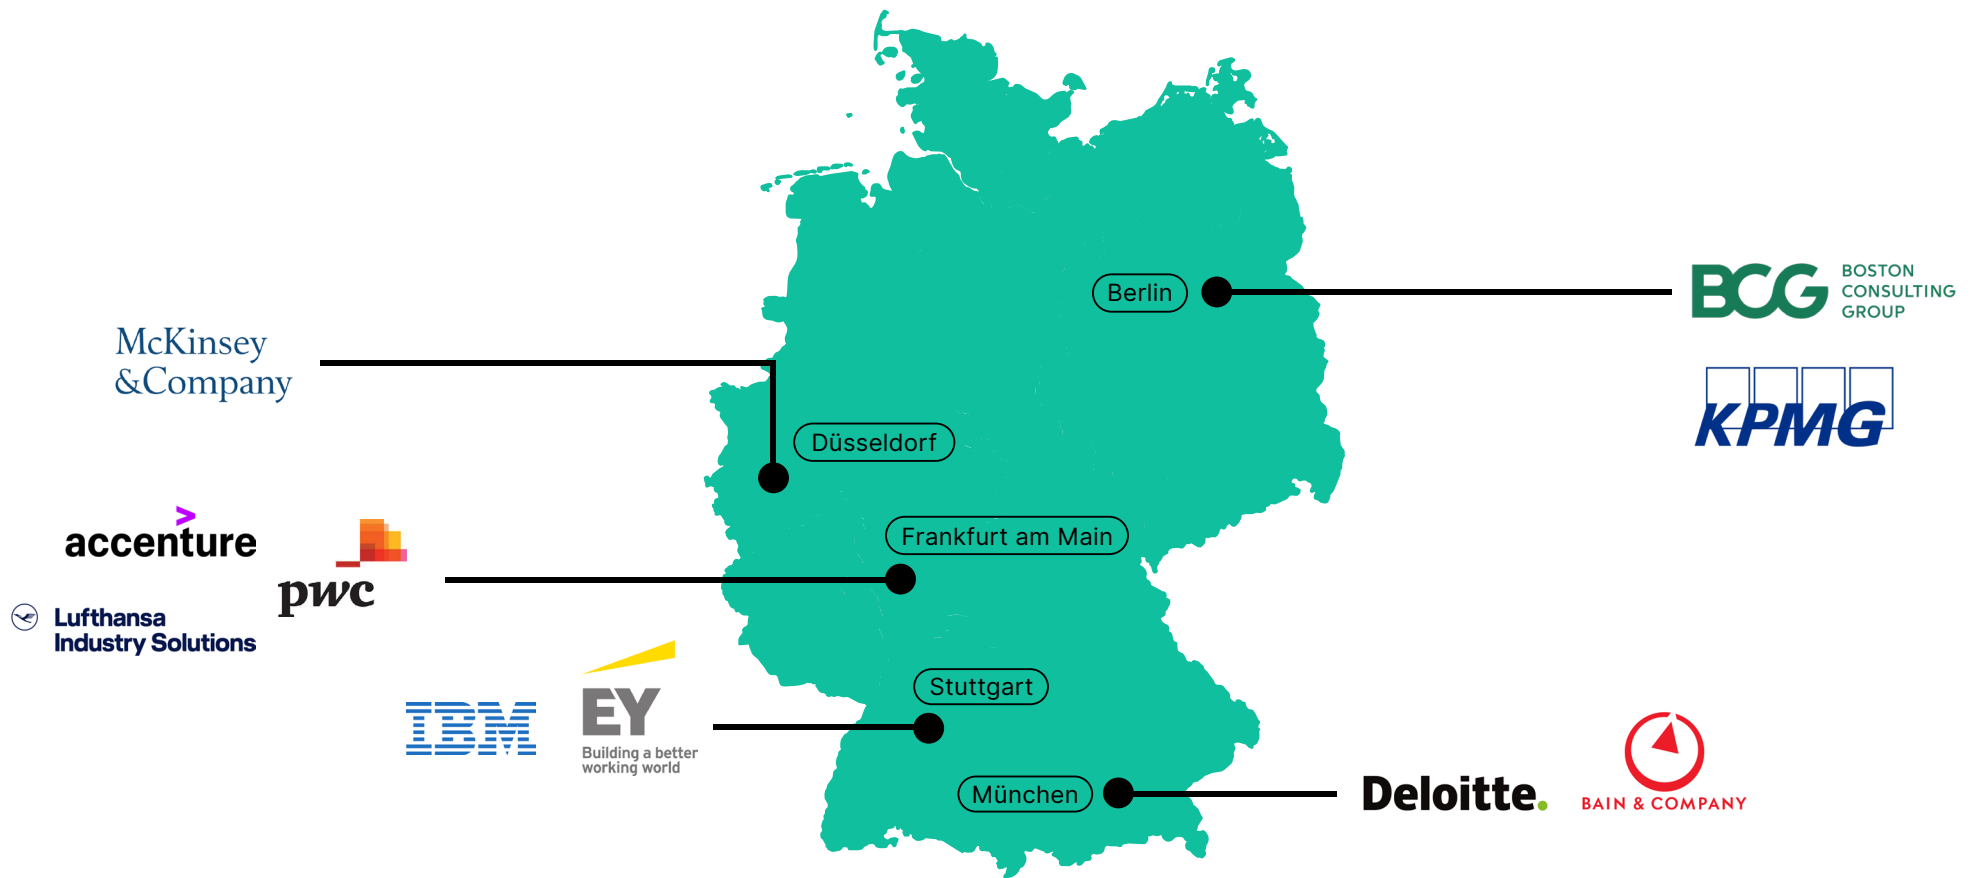 Berlin
BCG
BOSTON
CONSULTING
GROUP
KPMG
McKinsey
&Company
Düsseldorf
accenture
pwc
Lufthansa
Industry Solutions
Frankfurt am Main
IBM
EY
Building a better
working world
Stuttgart
München
Deloitte.
BAIN & COMPANY